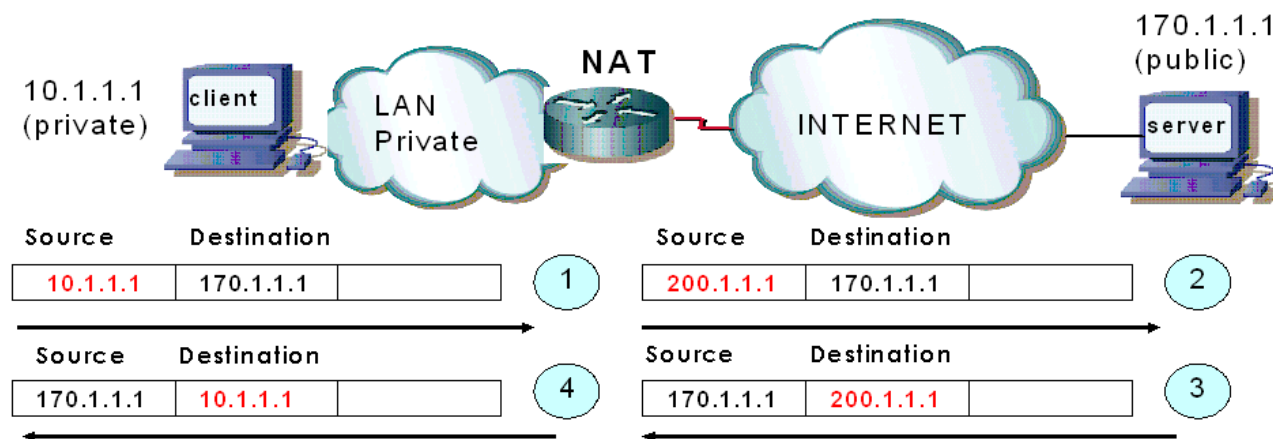 170.1.1.1
(public)
NAT
10.1.1.1
(private)
client
LAN
Private
INTERNET
server
Source Destination
10.1.1.1 170.1.1.1
1
Source Destination
200.1.1.1 170.1.1.1
2
Source Destination
170.1.1.1 10.1.1.1
4
Source Destination
170.1.1.1 200.1.1.1
3